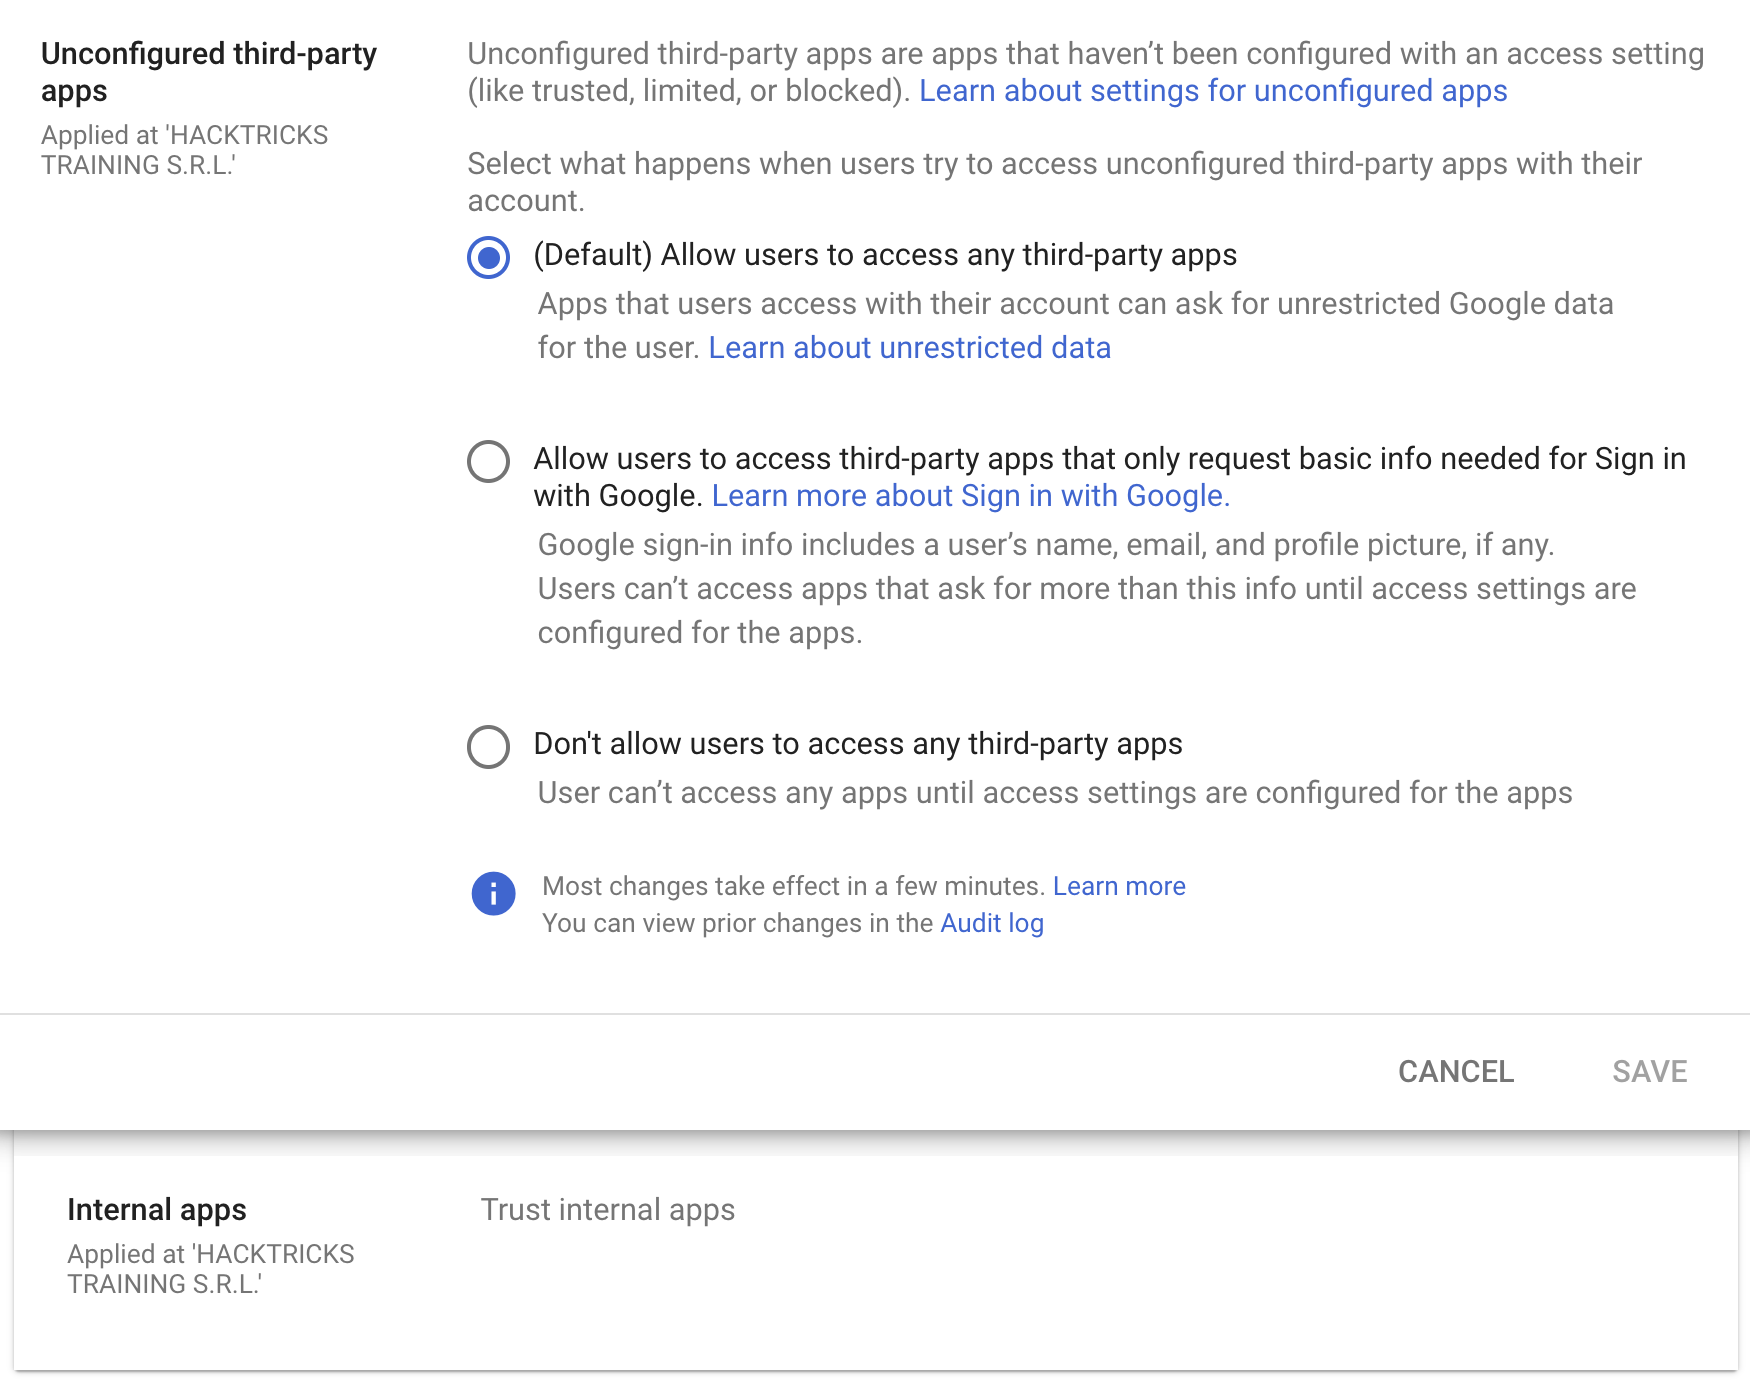 Unconfigured third-party
apps
Applied at 'HACKTRICKS
TRAINING S.R.L.'
Unconfigured third-party apps are apps that haven’t been configured with an access setting
(like trusted, limited, or blocked). Learn about settings for unconfigured apps
Select what happens when users try to access unconfigured third-party apps with their
account.
(Default) Allow users to access any third-party apps
Apps that users access with their account can ask for unrestricted Google data
for the user. Learn about unrestricted data
Allow users to access third-party apps that only request basic info needed for Sign in
with Google. Learn more about Sign in with Google.
Google sign-in info includes a user’s name, email, and profile picture, if any.
Users can’t access apps that ask for more than this info until access settings are
configured for the apps.
Don't allow users to access any third-party apps
User can’t access any apps until access settings are configured for the apps
Most changes take effect in a few minutes. Learn more
You can view prior changes in the Audit log
CANCEL SAVE
Internal apps
Applied at 'HACKTRICKS
TRAINING S.R.L.'
Trust internal apps